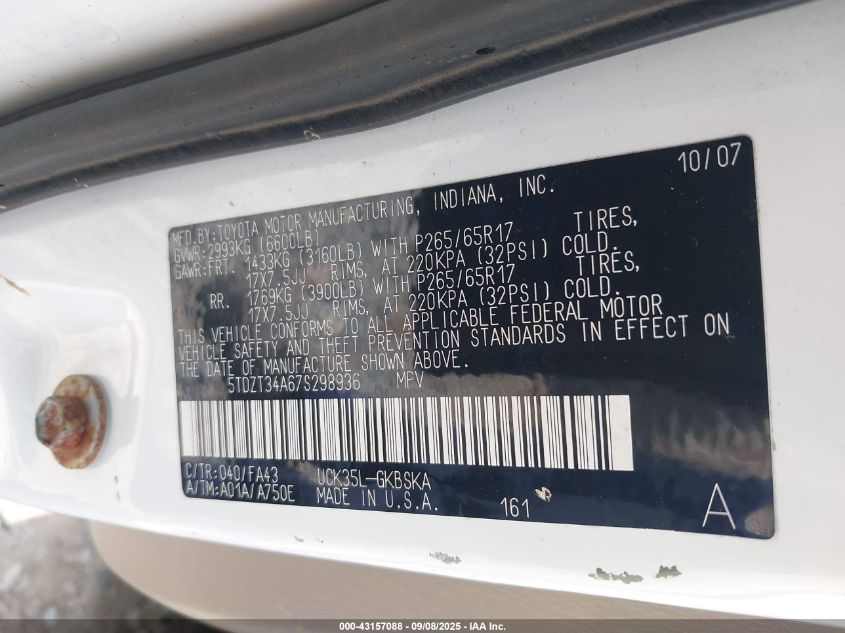 10/07
MFD.BY:TOYOTA MOTOR MANUFACTURING, INDIANA, INC.
GVWR:2993KG (6600LB)
GAWR:FRT. 1433KG (3160LB) WITH P265/65R17 TIRES,
17X7.5JJ RIMS, AT 220KPA (32PSI) COLD.
RR. 1769KG (3900LB) WITH P265/65R17 TIRES,
17X7.5JJ RIMS, AT 220KPA (32PSI) COLD.
THIS VEHICLE CONFORMS TO ALL APPLICABLE FEDERAL MOTOR
VEHICLE SAFETY AND THEFT PREVENTION STANDARDS IN EFFECT ON
THE DATE OF MANUFACTURE SHOWN ABOVE.
5TDZT34A67S298936 MPV
C/TR:040/FA43 UCK35L-GKBSKA
A/TM:A01A/A750E MADE IN U.S.A. 161 A
000-43157088 - 09/08/2025 - IAA Inc.